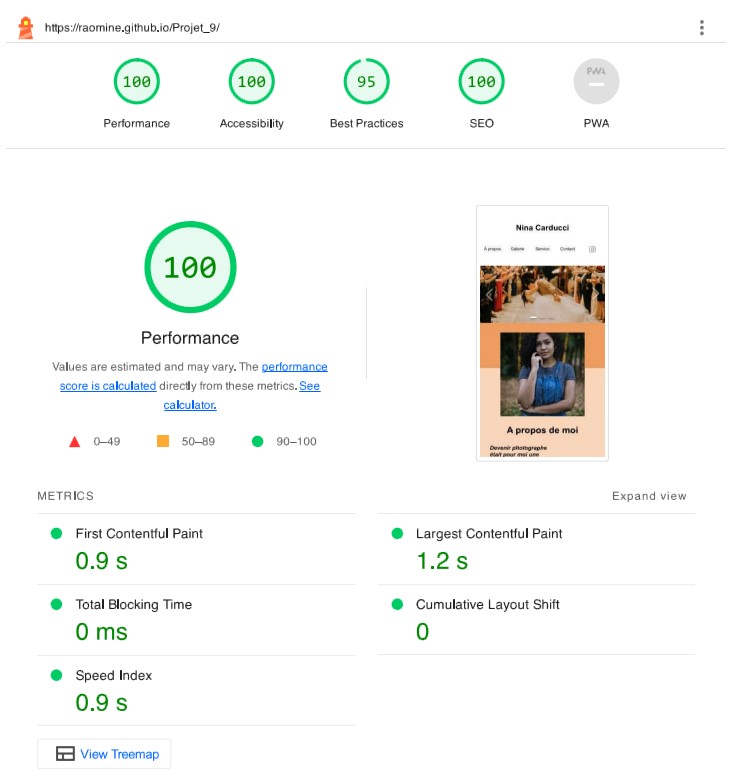 https://raomine.github.io/Projet_9/
100
100
95
100
PWA
Performance
Accessibility
Best Practices
SEO
PWA
100
Performance
Values are estimated and may vary. The performance
score is calculated directly from these metrics. See
calculator.
0–49
50–89
90–100
Nina Carducci
À propos Galerie Service Contact
A propos de moi
Devenir photographe
était pour moi une
METRICS
Expand view
First Contentful Paint
0.9 s
Largest Contentful Paint
1.2 s
Total Blocking Time
0 ms
Cumulative Layout Shift
0
Speed Index
0.9 s
View Treemap